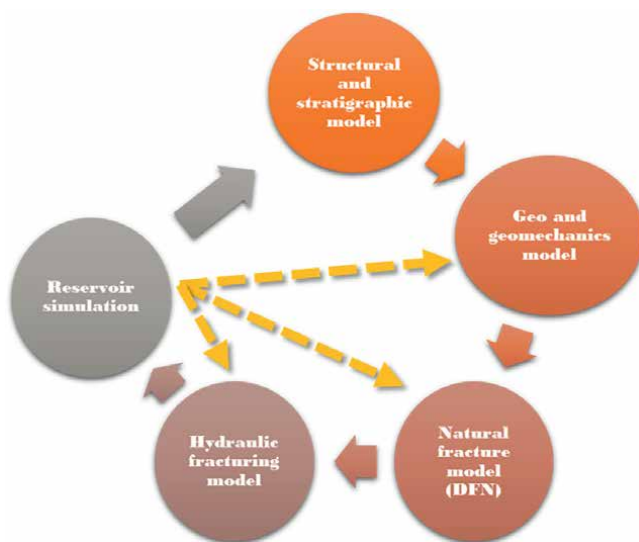 Structural
and
stratigraphic
model
Geo and
geomechanics
model
Natural
fracture
model
(DFN)
Hydraulic
fracturing
model
Reservoir
simulation